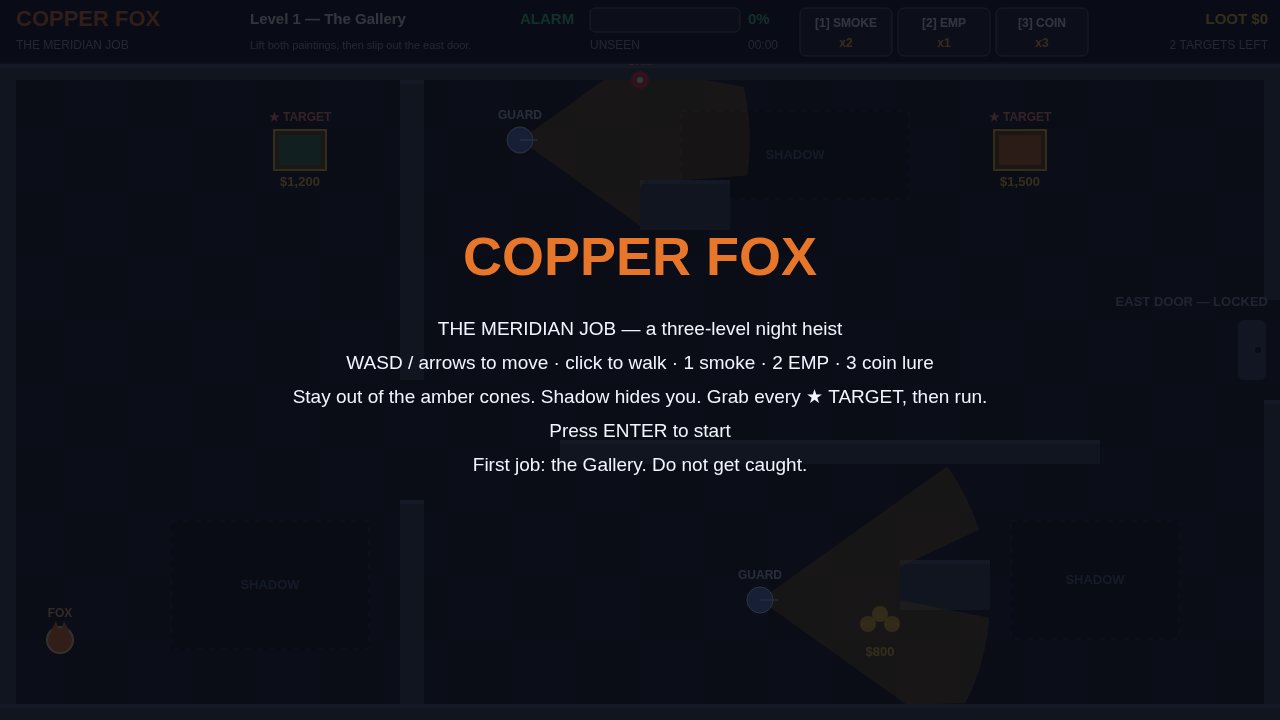 COPPER FOX
Level 1 — The Gallery
ALARM
0%
[1] SMOKE
[2] EMP
[3] COIN
LOOT $0
THE MERIDIAN JOB
Lift both paintings, then slip out the east door.
UNSEEN
00:00
x2
x1
x3
2 TARGETS LEFT
★ TARGET
GUARD
★ TARGET
SHADOW
$1,200
$1,500
COPPER FOX
EAST DOOR — LOCKED
THE MERIDIAN JOB — a three-level night heist
WASD / arrows to move · click to walk · 1 smoke · 2 EMP · 3 coin lure
Stay out of the amber cones. Shadow hides you. Grab every ★ TARGET, then run.
Press ENTER to start
First job: the Gallery. Do not get caught.
GUARD
SHADOW
SHADOW
FOX
$800